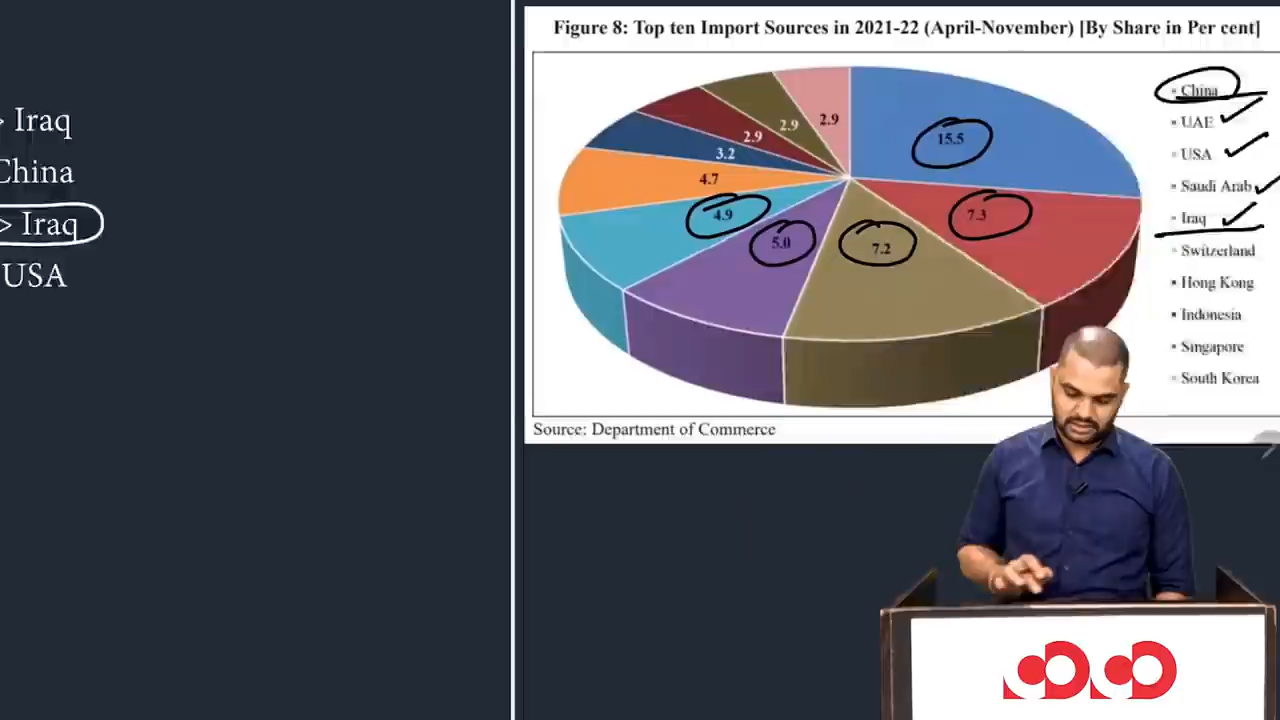 > Iraq
China
> Iraq
USA
Figure 8: Top ten Import Sources in 2021-22 (April-November) [By Share in Per cent]
15.5
7.3
7.2
5.0
4.9
4.7
3.2
2.9
2.9
2.9
China
UAE
USA
Saudi Arab
Iraq
Switzerland
Hong Kong
Indonesia
Singapore
South Korea
Source: Department of Commerce